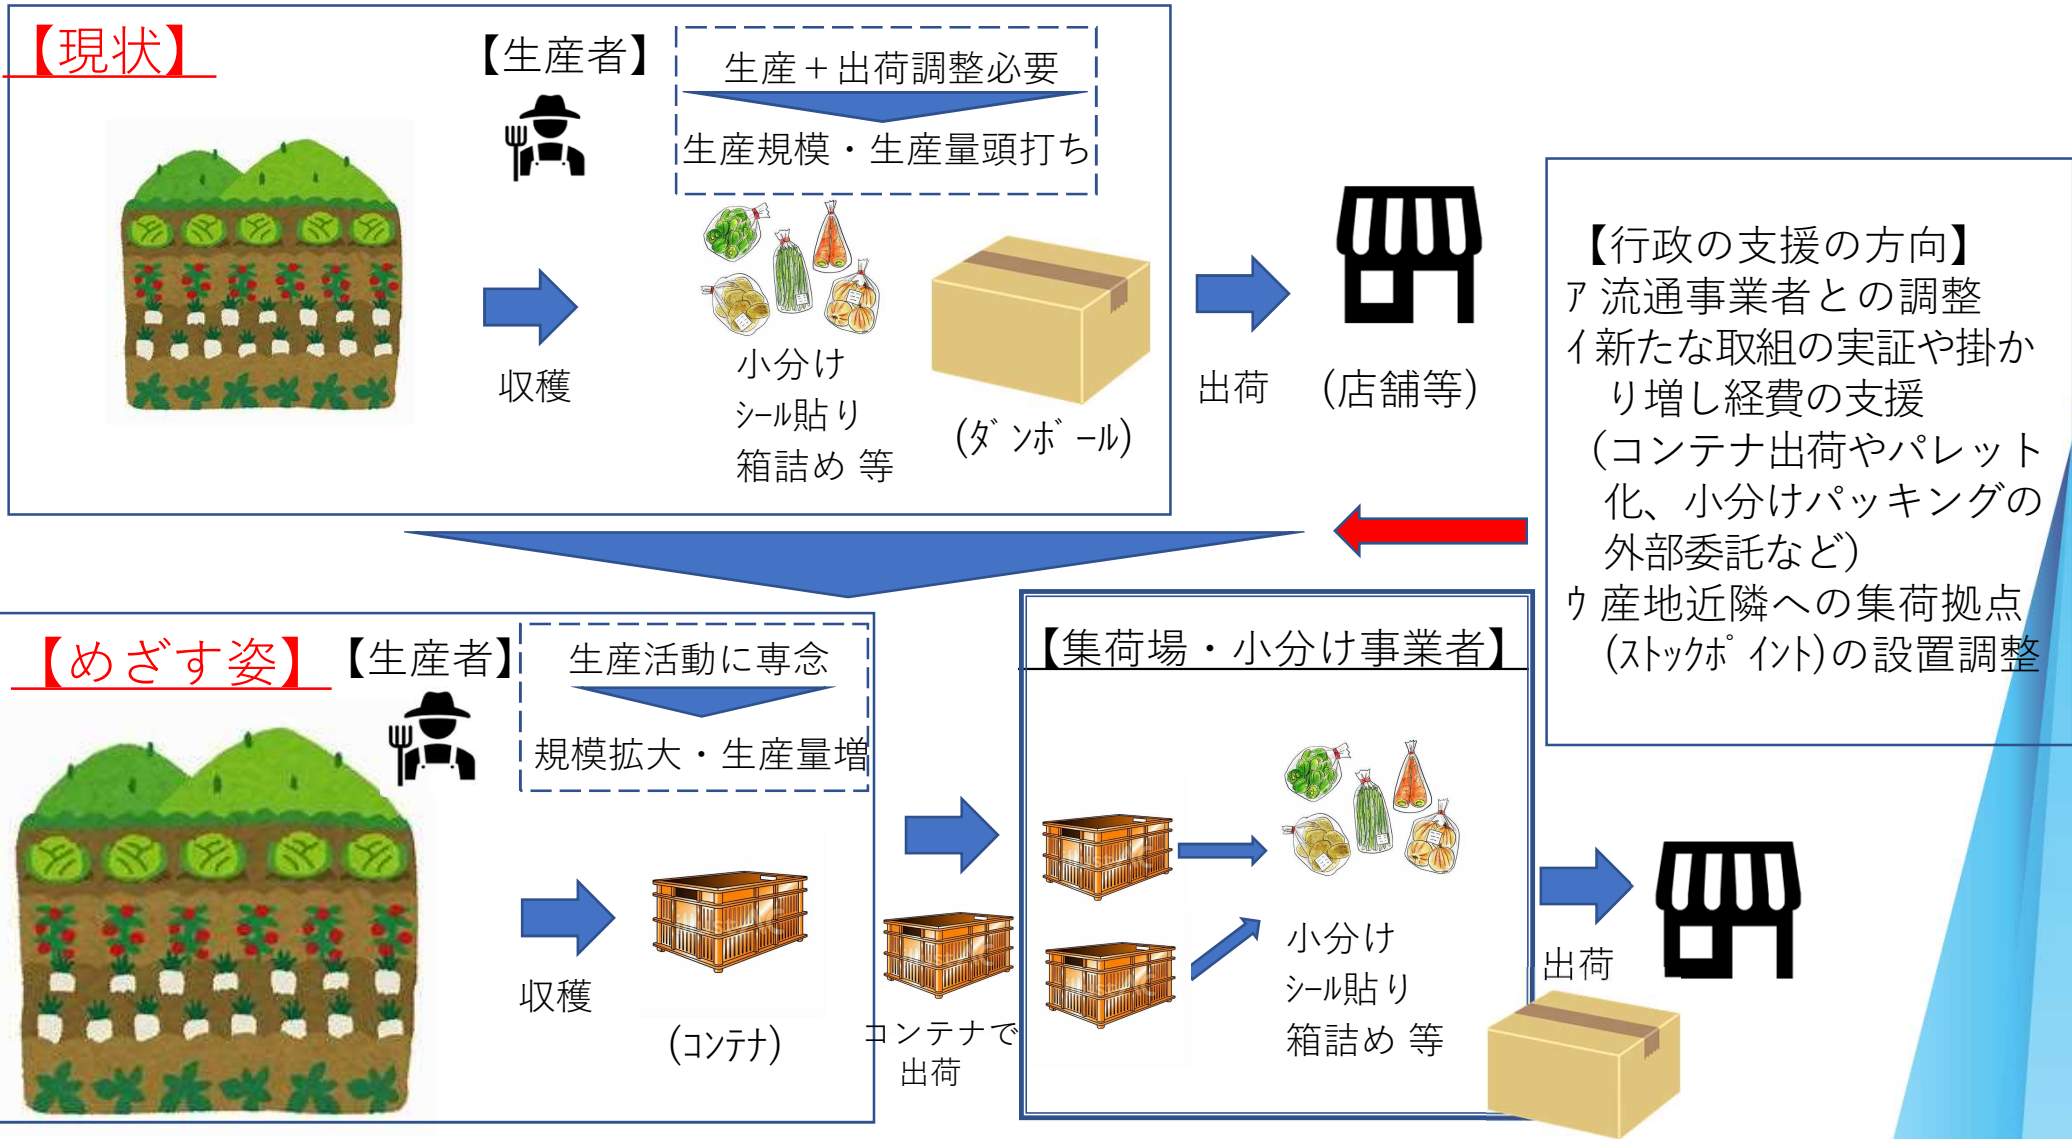 【現状】
【生産者】
生産＋出荷調整必要
生産規模・生産量頭打ち
収穫
小分け
ｼｰﾙ貼り
箱詰め 等
(ﾀﾞﾝﾎﾞｰﾙ)
出荷
(店舗等)
【行政の支援の方向】
ｱ 流通事業者との調整
ｲ 新たな取組の実証や掛か
り増し経費の支援
(コンテナ出荷やパレット
化、小分けパッキングの
外部委託など)
ｳ 産地近隣への集荷拠点
(ｽﾄｯｸﾎﾟｲﾝﾄ)の設置調整
【めざす姿】
【生産者】
生産活動に専念
規模拡大・生産量増
収穫
(ｺﾝﾃﾅ)
コンテナで
出荷
【集荷場・小分け事業者】
小分け
ｼｰﾙ貼り
箱詰め 等
出荷